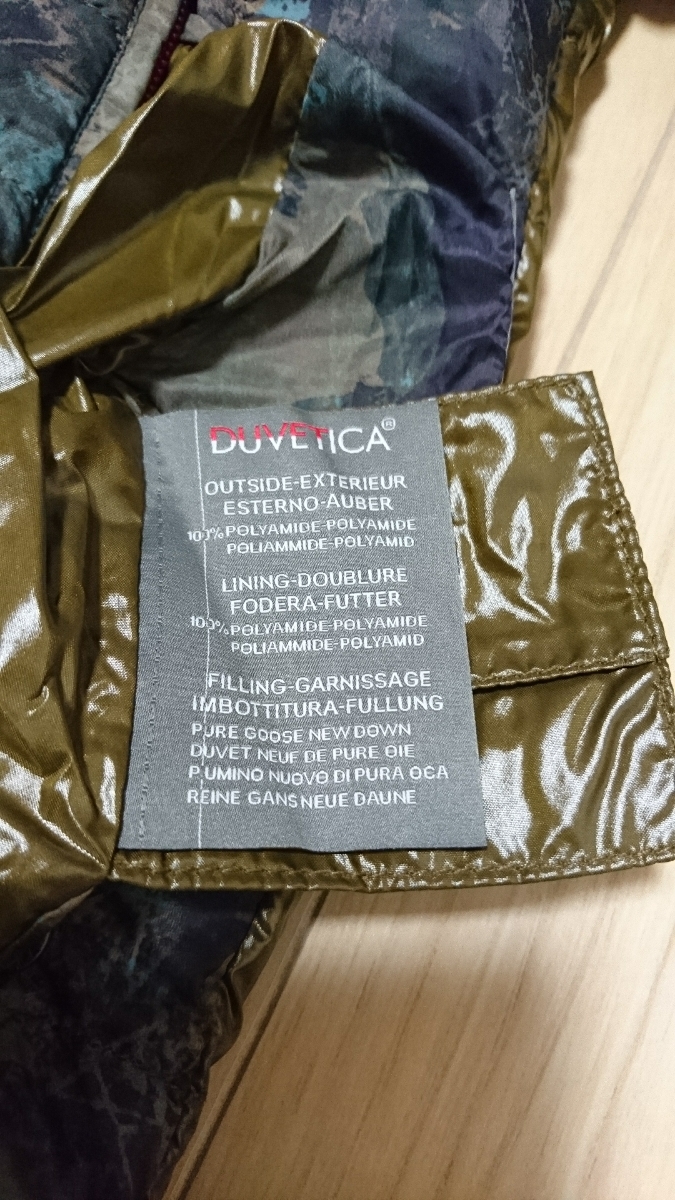 DUVETICA®
OUTSIDE-EXTERIEUR
ESTERNO-AUBER
100% POLYAMIDE-POLYAMIDE
POLIAMMIDE-POLYAMID
LINING-DOUBLURE
FODERA-FUTTER
100% POLYAMIDE-POLYAMIDE
POLIAMMIDE-POLYAMID
FILLING-GARNISSAGE
IMBOTTITURA-FULLUNG
PURE GOOSE NEW DOWN
DUVET NEUF DE PURE OIE
PIUMINO NUOVO DI PURA OCA
REINE GANS NEUE DAUNE